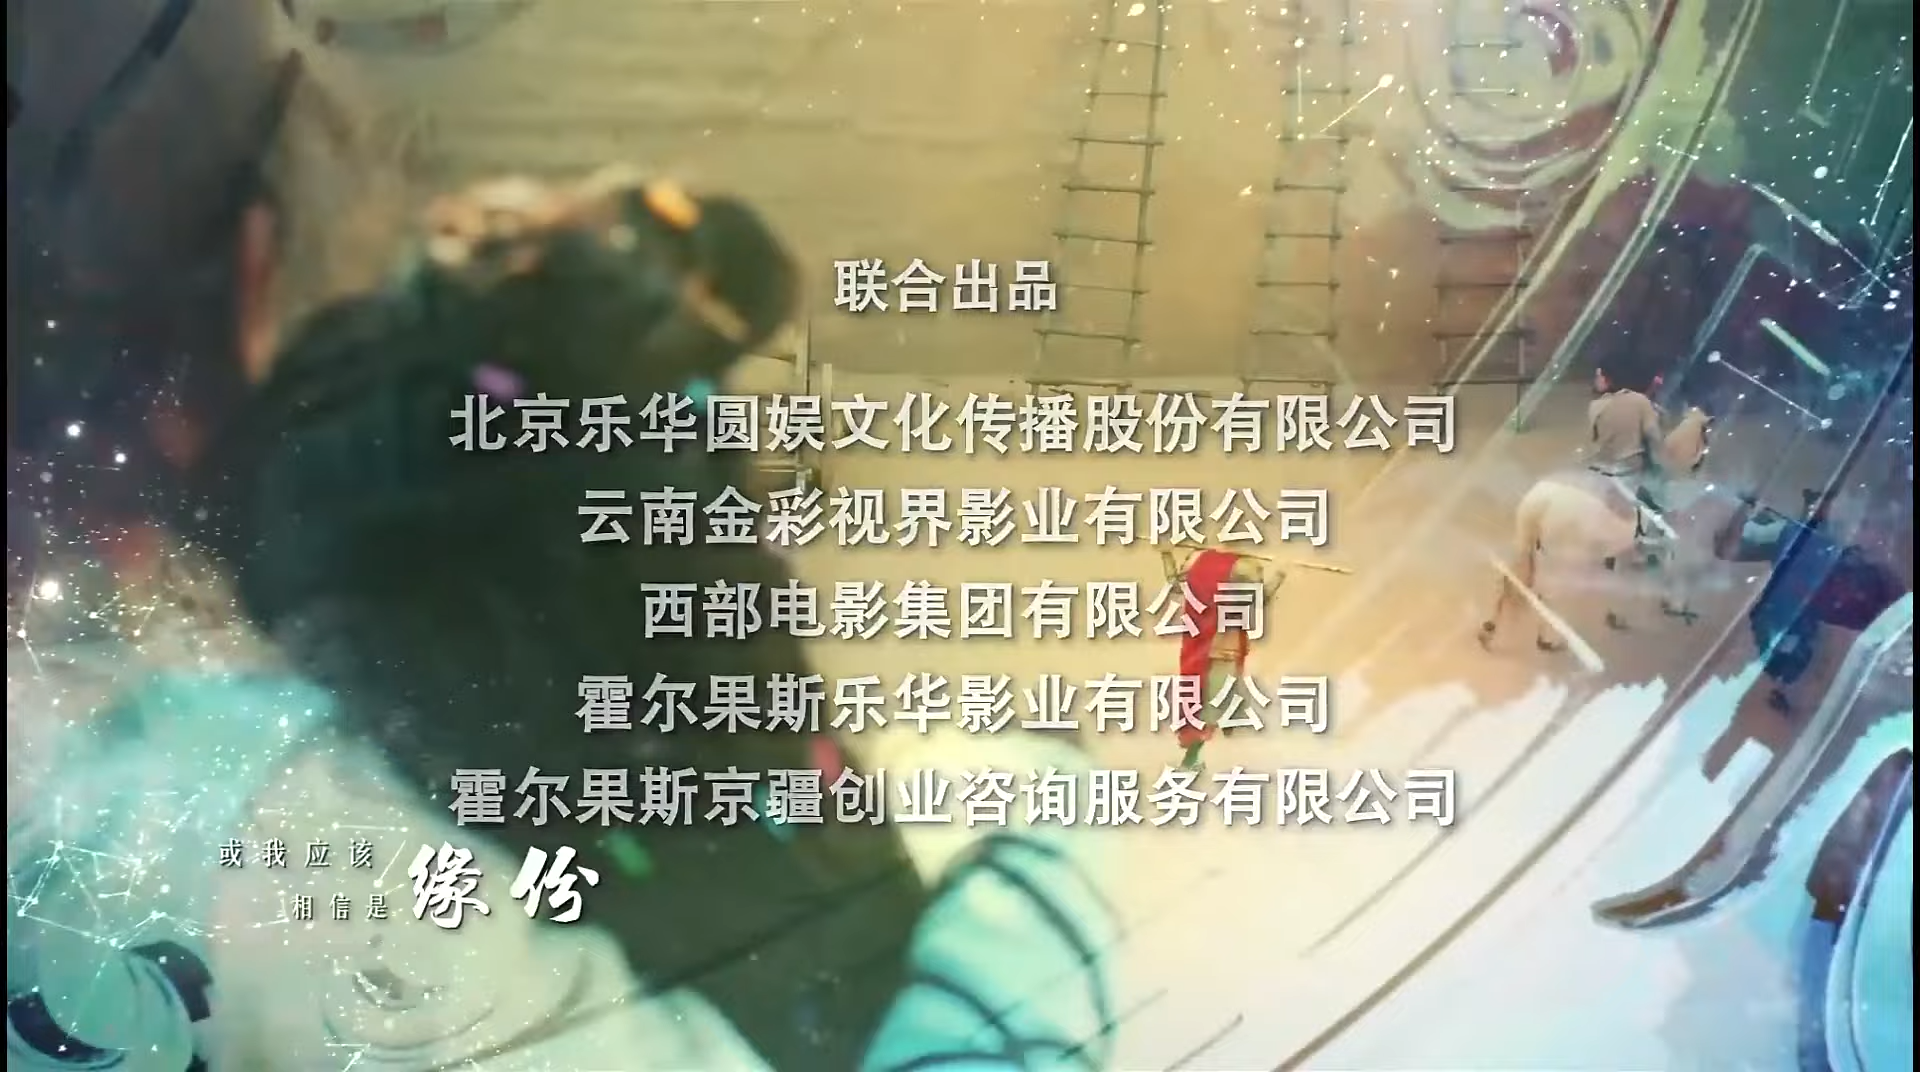 联合出品
北京乐华圆娱文化传播股份有限公司
云南金彩视界影业有限公司
西部电影集团有限公司
霍尔果斯乐华影业有限公司
霍尔果斯京疆创业咨询服务有限公司
或我应该
相信是 缘份